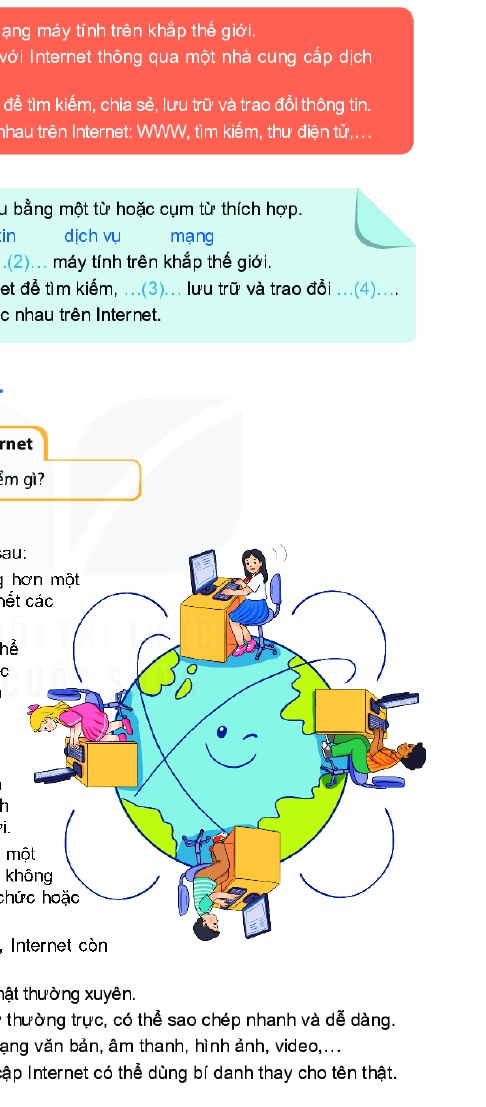 ạng máy tính trên khắp thế giới.
với Internet thông qua một nhà cung cấp dịch
để tìm kiếm, chia sẻ, lưu trữ và trao đổi thông tin.
nhau trên Internet: WWW, tìm kiếm, thư điện tử,...
u bằng một từ hoặc cụm từ thích hợp.
tin dịch vụ mạng
..(2)... máy tính trên khắp thế giới.
et để tìm kiếm, ...(3)... lưu trữ và trao đổi ...(4)....
c nhau trên Internet.
rnet
ểm gì?
sau:
g hơn một
hết các
hể
c
h
ới.
một
không
chức hoặc
, Internet còn
hật thường xuyên.
thường trực, có thể sao chép nhanh và dễ dàng.
ạng văn bản, âm thanh, hình ảnh, video,...
cập Internet có thể dùng bí danh thay cho tên thật.